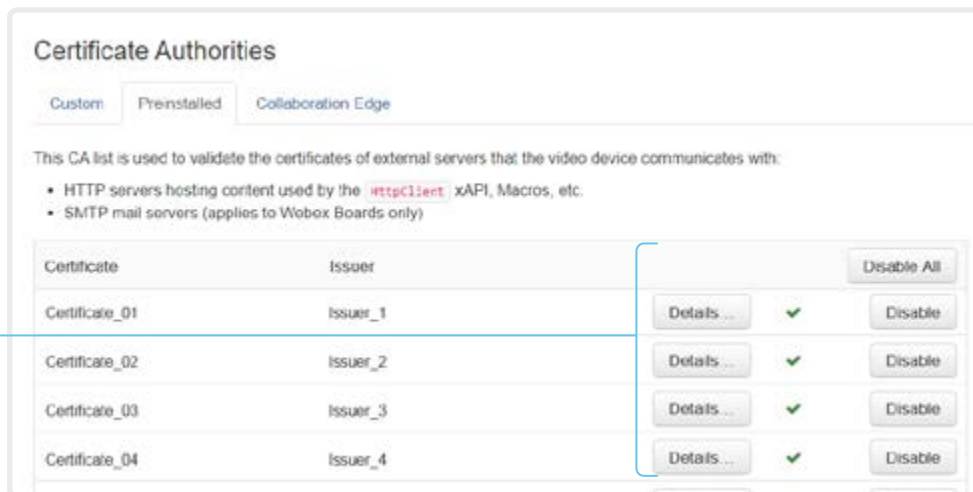 Certificate Authorities
Custom Preinstalled Collaboration Edge
This CA list is used to validate the certificates of external servers that the video device communicates with:
• HTTP servers hosting content used by the HttpClient xAPI, Macros, etc.
• SMTP mail servers (applies to Webex Boards only)
Certificate Issuer Disable All
Certificate_01 Issuer_1 Details ... ✔ Disable
Certificate_02 Issuer_2 Details ... ✔ Disable
Certificate_03 Issuer_3 Details ... ✔ Disable
Certificate_04 Issuer_4 Details ... ✔ Disable